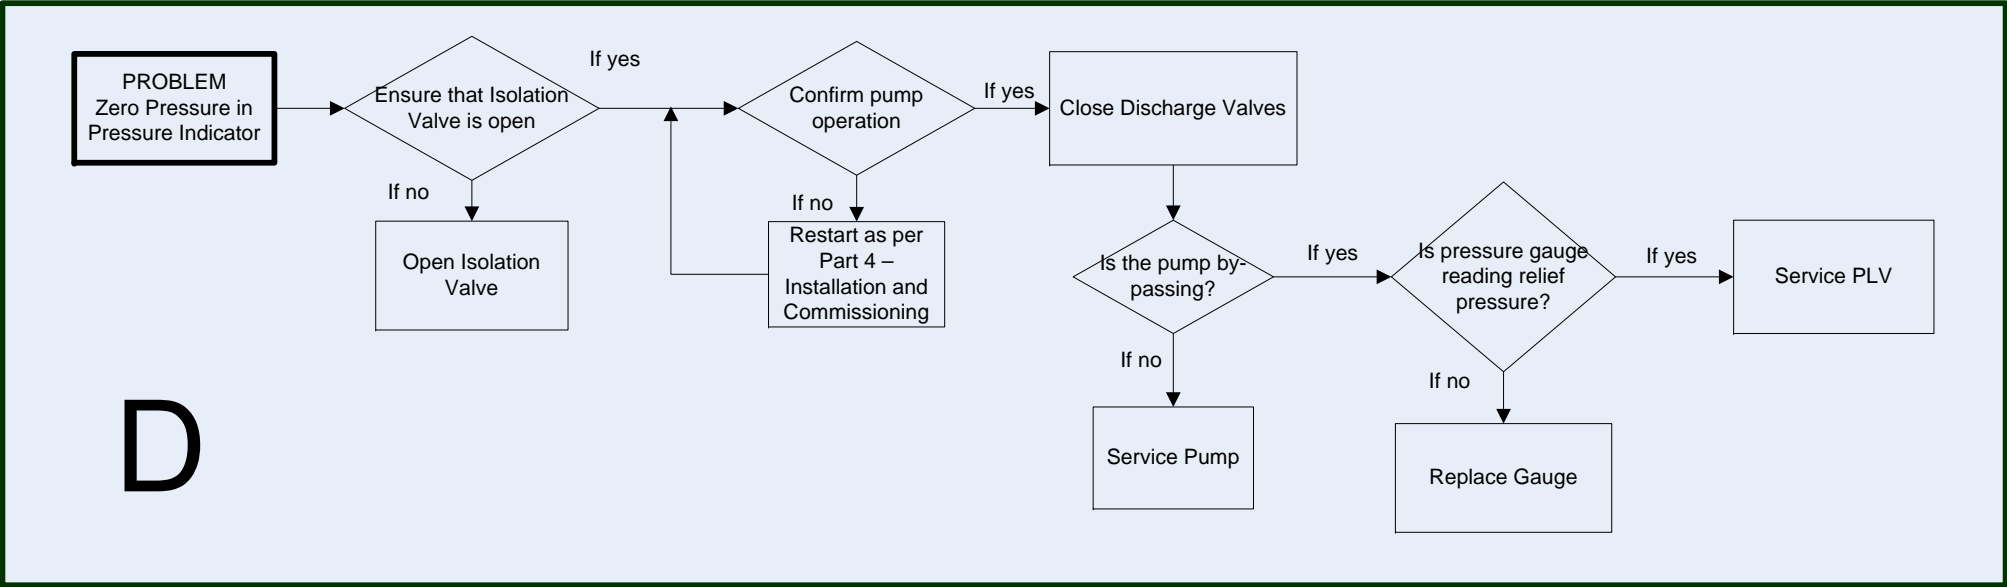 PROBLEM
Zero Pressure in
Pressure Indicator
Ensure that Isolation
Valve is open
If yes
If no
Open Isolation
Valve
Confirm pump
operation
If yes
If no
Restart as per
Part 4 –
Installation and
Commissioning
Close Discharge Valves
Is the pump by-
passing?
If yes
If no
Service Pump
Is pressure gauge
reading relief
pressure?
If yes
If no
Replace Gauge
Service PLV
D